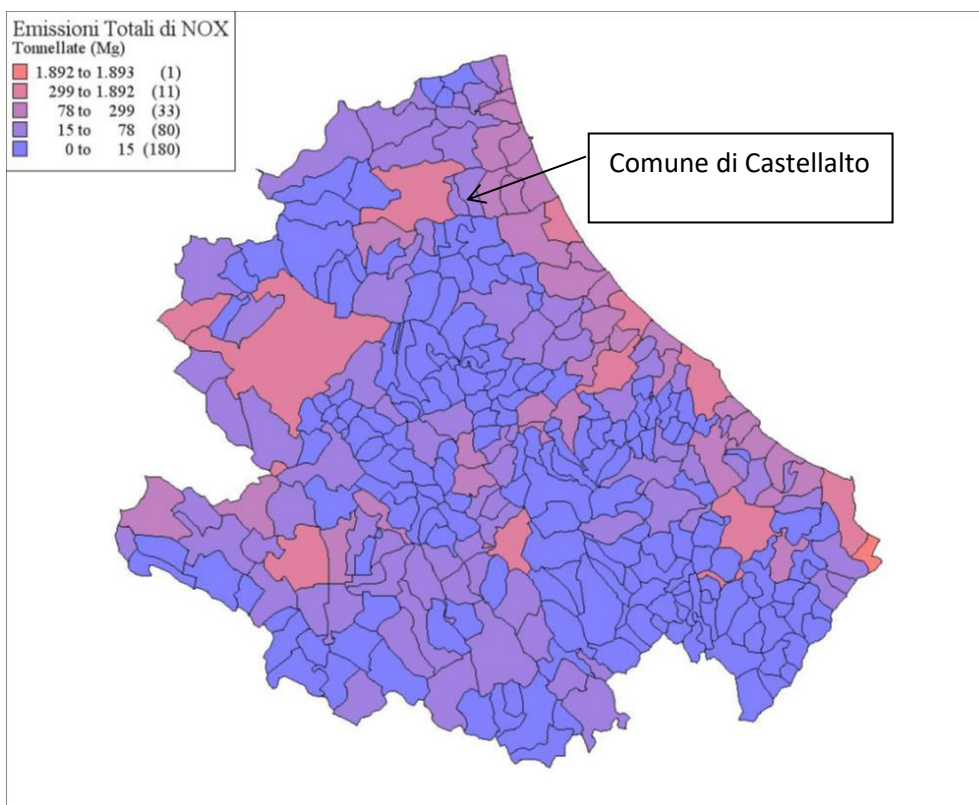 Emissioni Totali di NOX
Tonnellate (Mg)
1.892 to 1.893 (1)
299 to 1.892 (11)
78 to 299 (33)
15 to 78 (80)
0 to 15 (180)
Comune di Castellalto